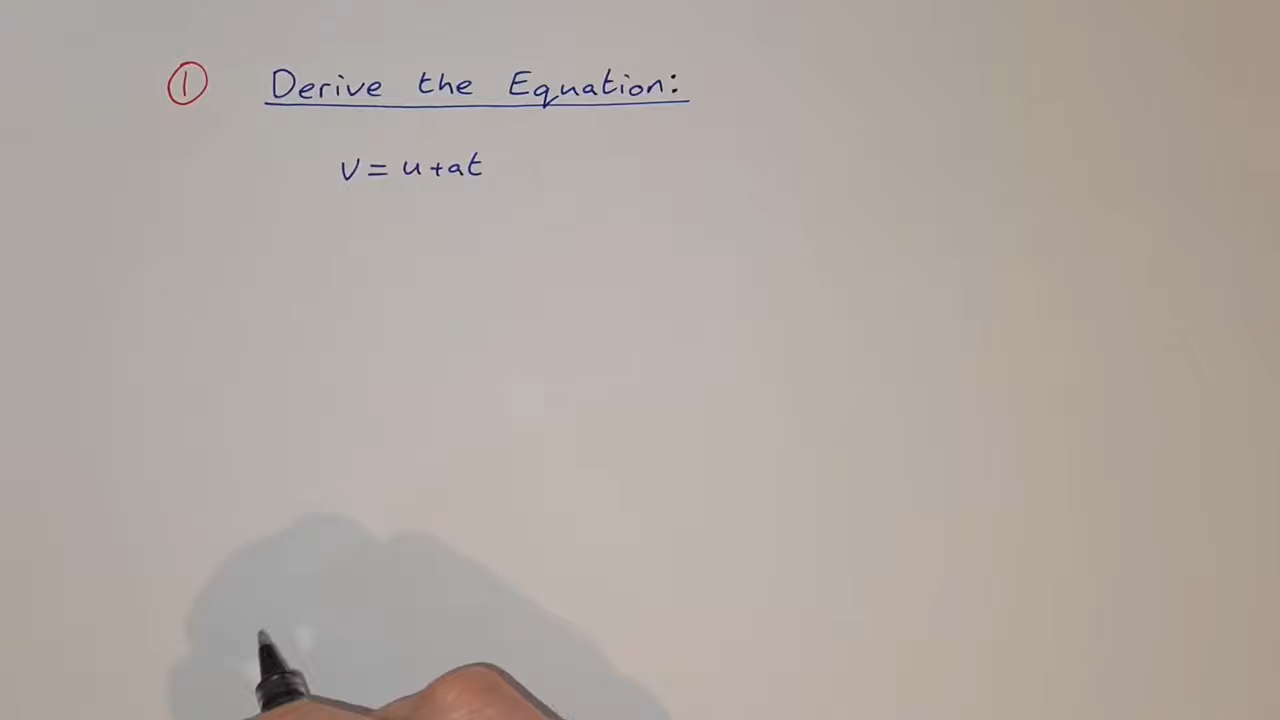 ① Derive the Equation:
v = u + at